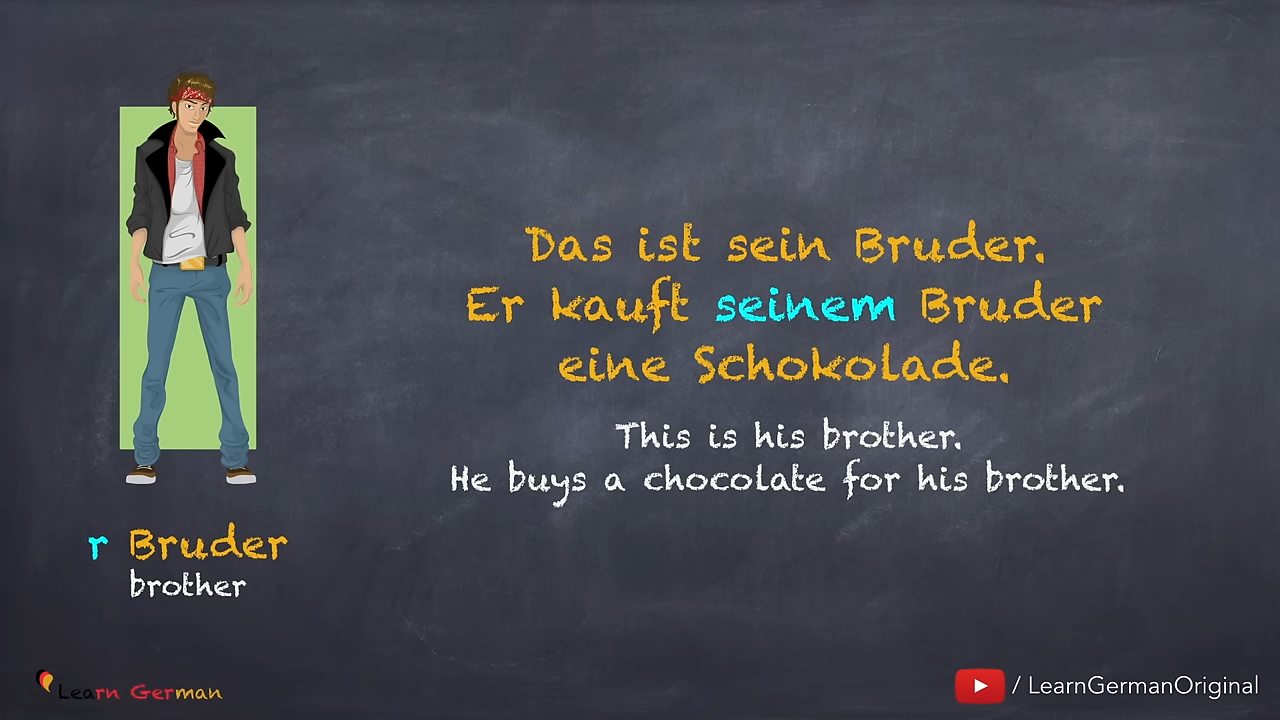 Das ist sein Bruder.
Er kauft seinem Bruder
eine Schokolade.
This is his brother.
He buys a chocolate for his brother.
r Bruder
brother
Learn German
/ LearnGermanOriginal